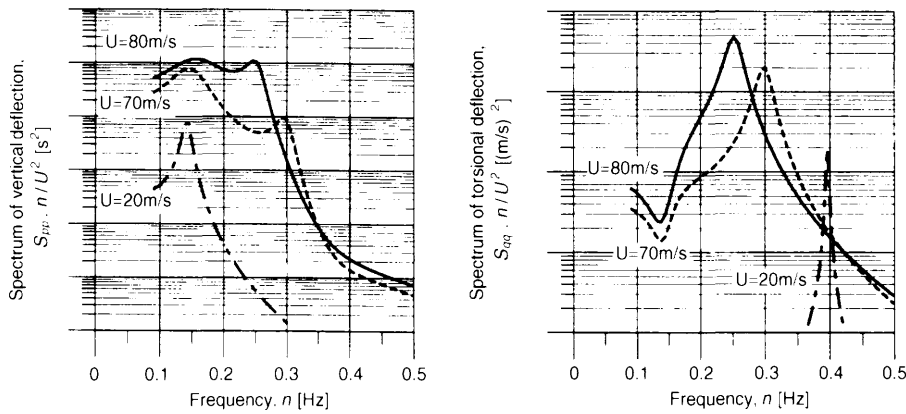 Spectrum of vertical deflection.
S_vv. n / U² [s²]
U=80m/s
U=70m/s
U=20m/s
0 0.1 0.2 0.3 0.4 0.5
Frequency. n [Hz]
Spectrum of torsional deflection.
S_αα. n / U² [(m/s)⁻²]
U=80m/s
U=70m/s
U=20m/s
0 0.1 0.2 0.3 0.4 0.5
Frequency, n [Hz]